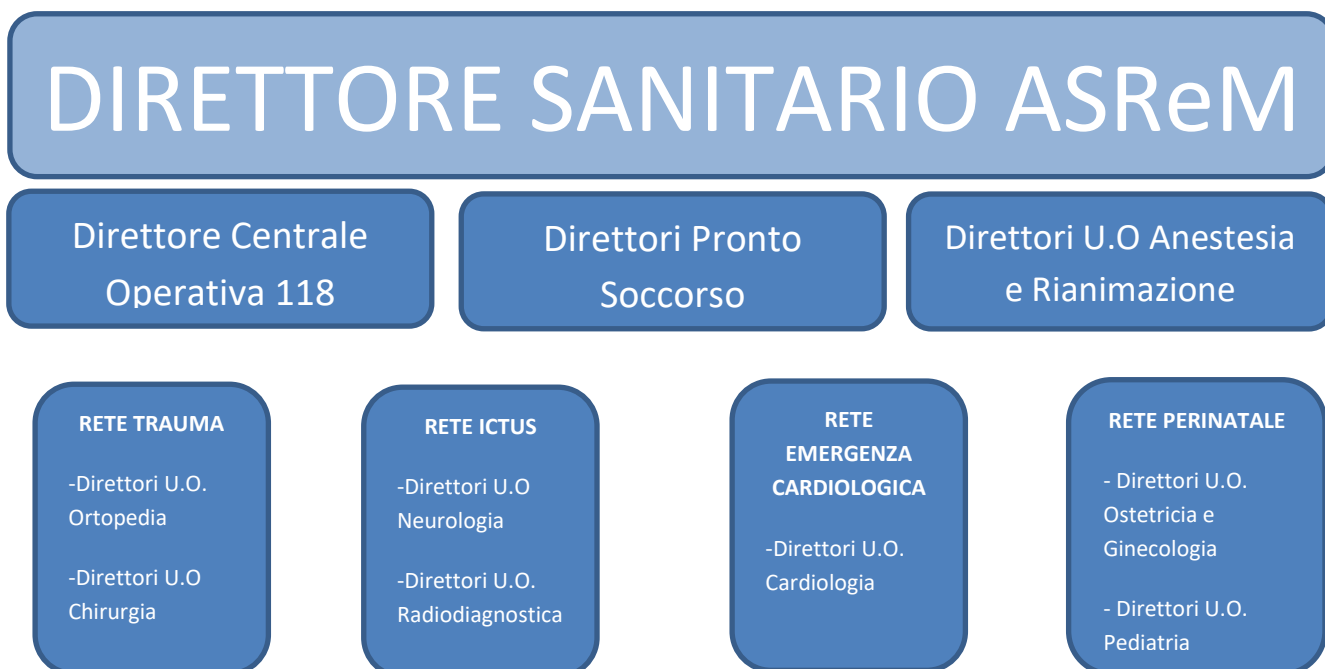 DIRETTORE SANITARIO ASReM
Direttore Centrale
Operativa 118
Direttori Pronto
Soccorso
Direttori U.O Anestesia
e Rianimazione
RETE TRAUMA
-Direttori U.O.
Ortopedia
-Direttori U.O
Chirurgia
RETE ICTUS
-Direttori U.O
Neurologia
-Direttori U.O.
Radiodiagnostica
RETE
EMERGENZA
CARDIOLOGICA
-Direttori U.O.
Cardiologia
RETE PERINATALE
- Direttori U.O.
Ostetricia e
Ginecologia
- Direttori U.O.
Pediatria